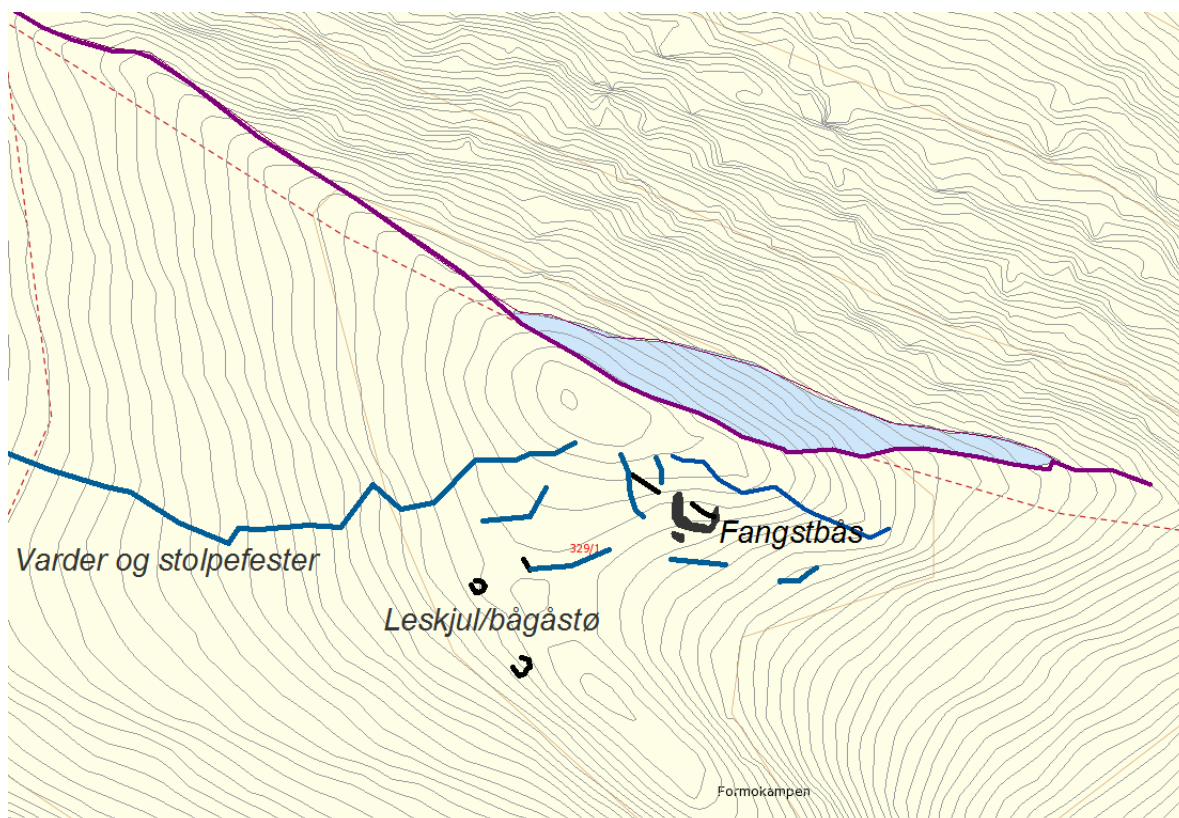 Fangstbås
329/1
Varder og stolpefester
Leskjul/bågåstø
Formokampen